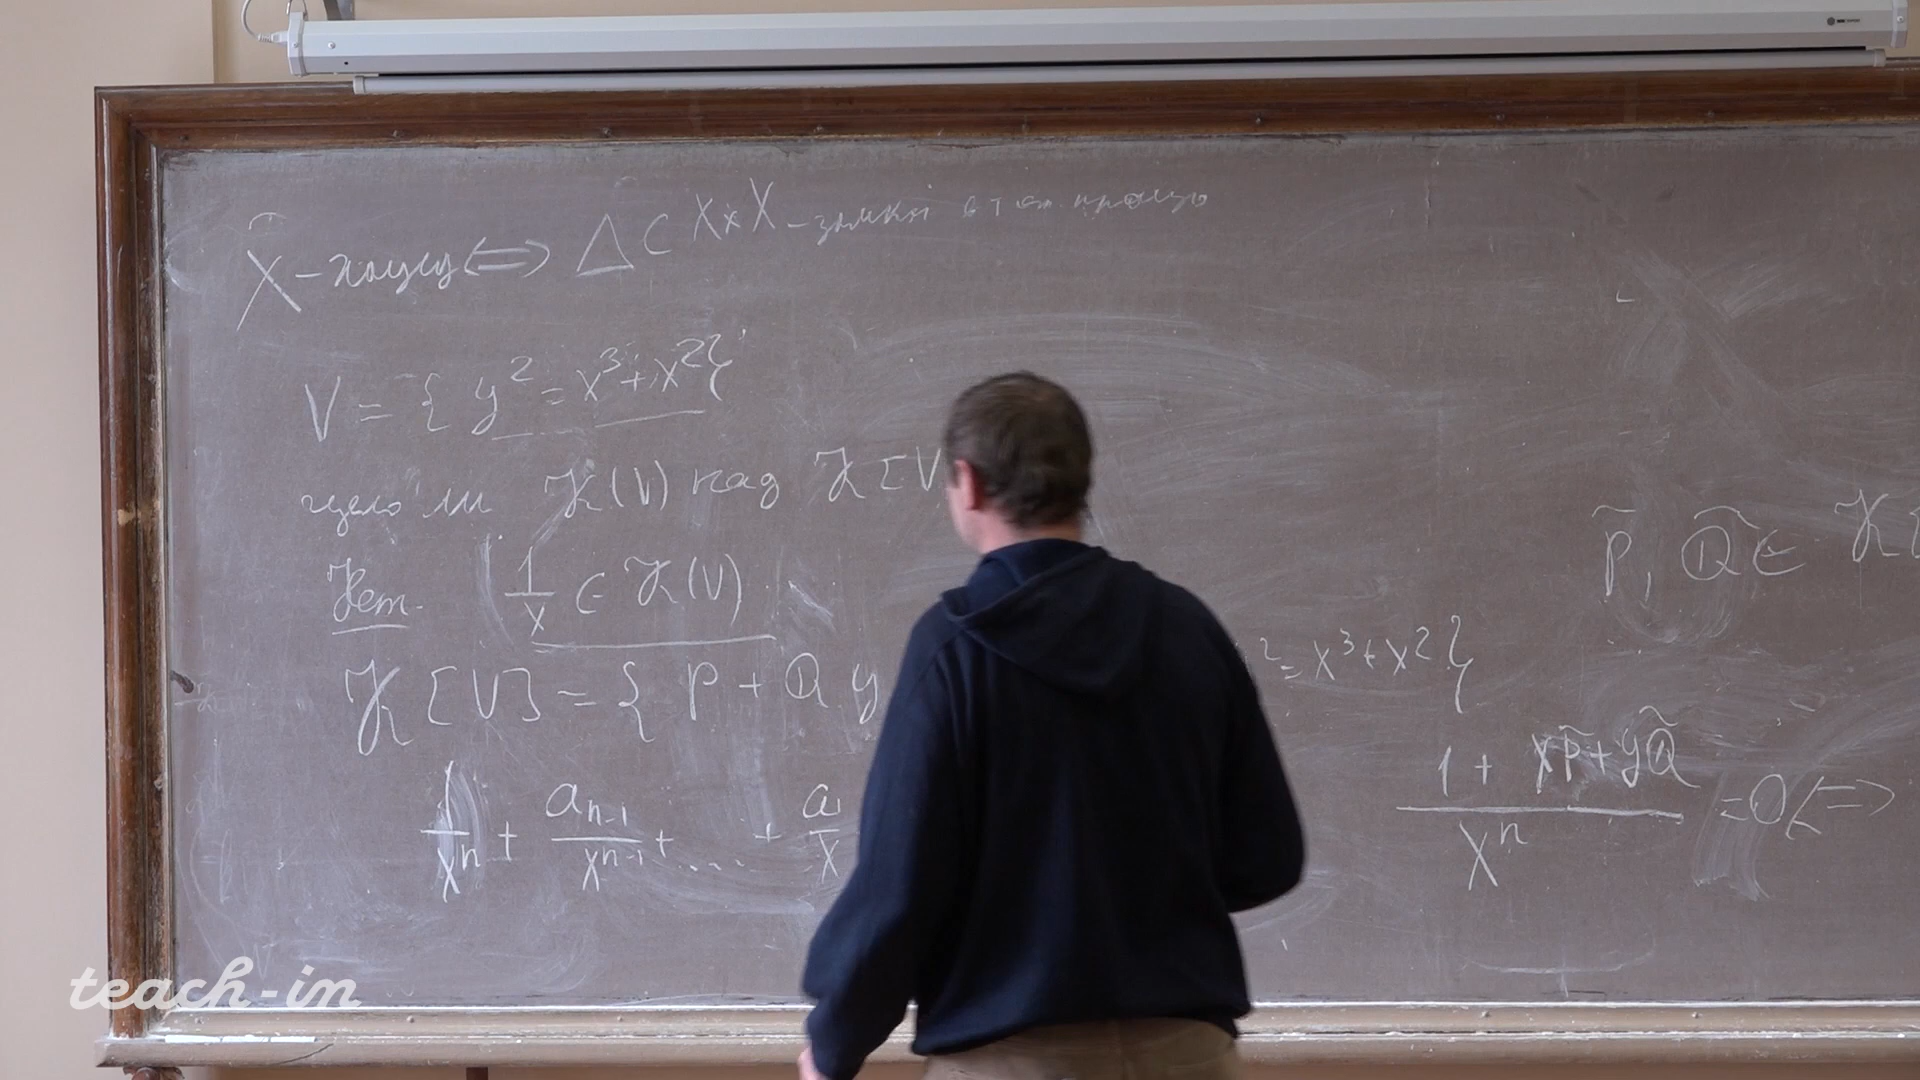 X – хаусд ⟺ Δ ⊂ X × X – замкн в топ. произв
V = { y² = x³ + x² }
цело ли K(V) над K[V
Нет. 1/x ∈ K(V)
P̃, Q̃ ∈ K[
K[V] = { P + Q y ² = x³ + x² }
1/xⁿ + aₙ₋₁/xⁿ⁻¹ + .... + a/x
(1 + xP̃ + yQ̃)/xⁿ = 0 ⟺
teach-in